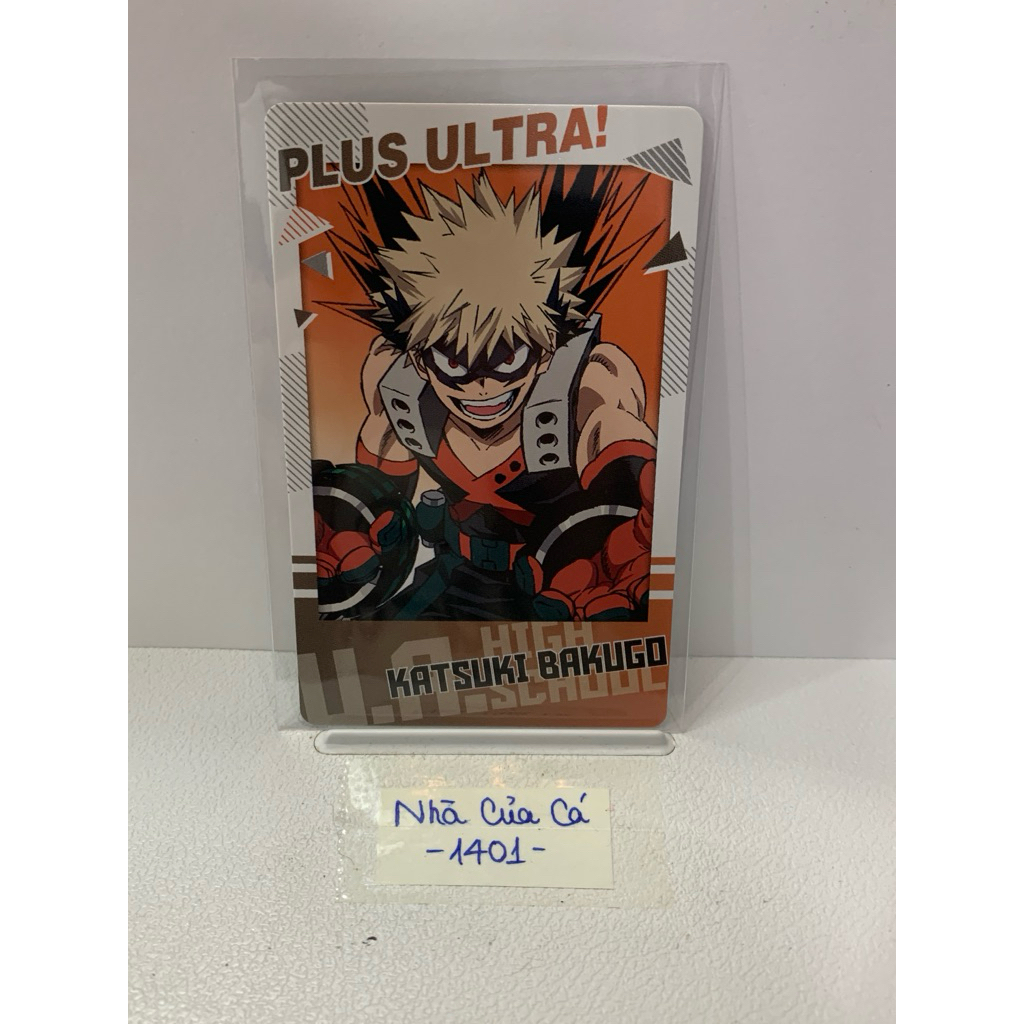 PLUS ULTRA!
U.A. HIGH SCHOOL
KATSUKI BAKUGO
Nhà Của Cá
-1401-